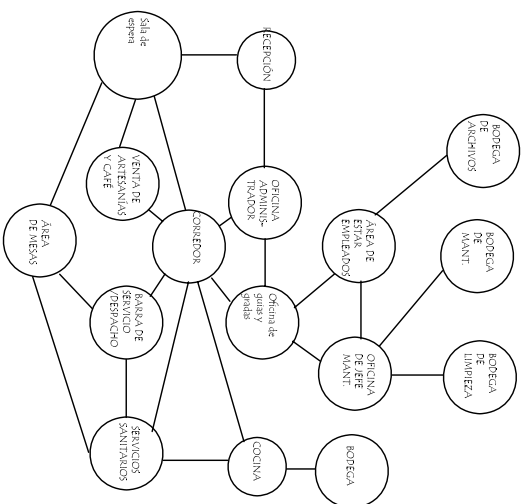 BODEGA
DE
ARCHIVOS
BODEGA
DE
MANT.
BODEGA
DE
LIMPIEZA
ÁREA DE
ESTAR
EMPLEADOS
OFICINA
DE JEFE
MANT.
BODEGA
RECEPCIÓN
OFICINA
ADMINIS-
TRADOR
Oficina de
guias y
gradas
COCINA
CORREDOR
Sala de
espera
VENTA DE
ARTESANÍAS
Y CAFÉ
BARRA DE
SERVICIO
/DESPACHO
SERVICIOS
SANITARIOS
ÁREA
DE MESAS